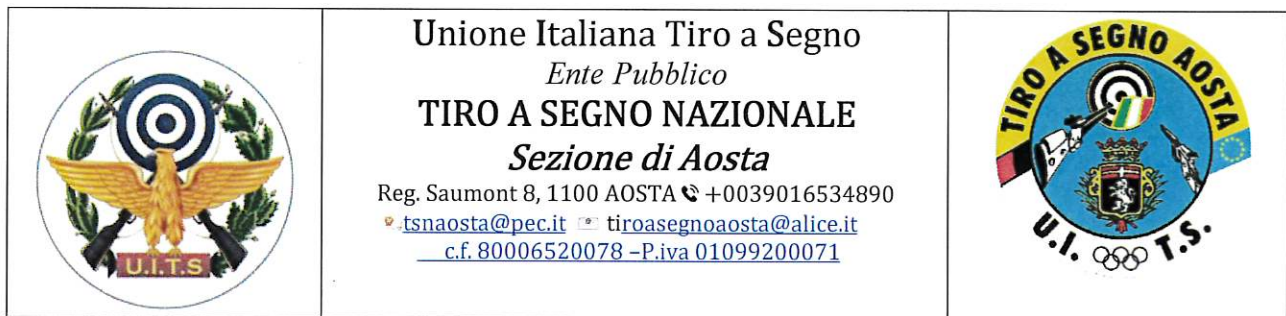 U.I.T.S
Unione Italiana Tiro a Segno
Ente Pubblico
TIRO A SEGNO NAZIONALE
Sezione di Aosta
Reg. Saumont 8, 1100 AOSTA +0039016534890
tsnaosta@pec.it tiroasegnoaosta@alice.it
c.f. 80006520078 –P.iva 01099200071
TIRO A SEGNO AOSTA
U.I. T.S.